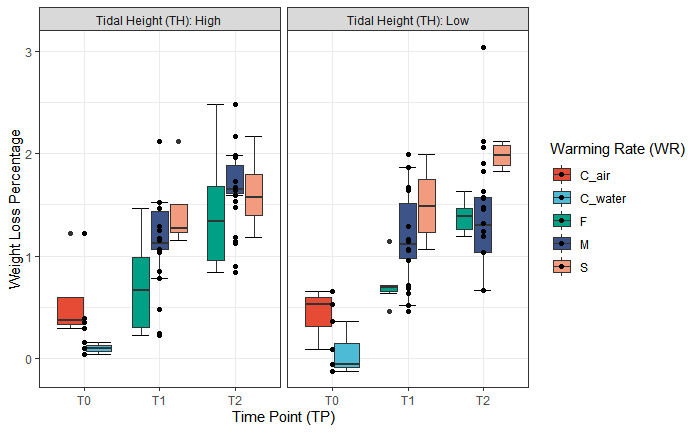 Tidal Height (TH): High
Tidal Height (TH): Low
Weight Loss Percentage
3
2
1
0
T0
T1
T2
T0
T1
T2
Time Point (TP)
Warming Rate (WR)
C_air
C_water
F
M
S